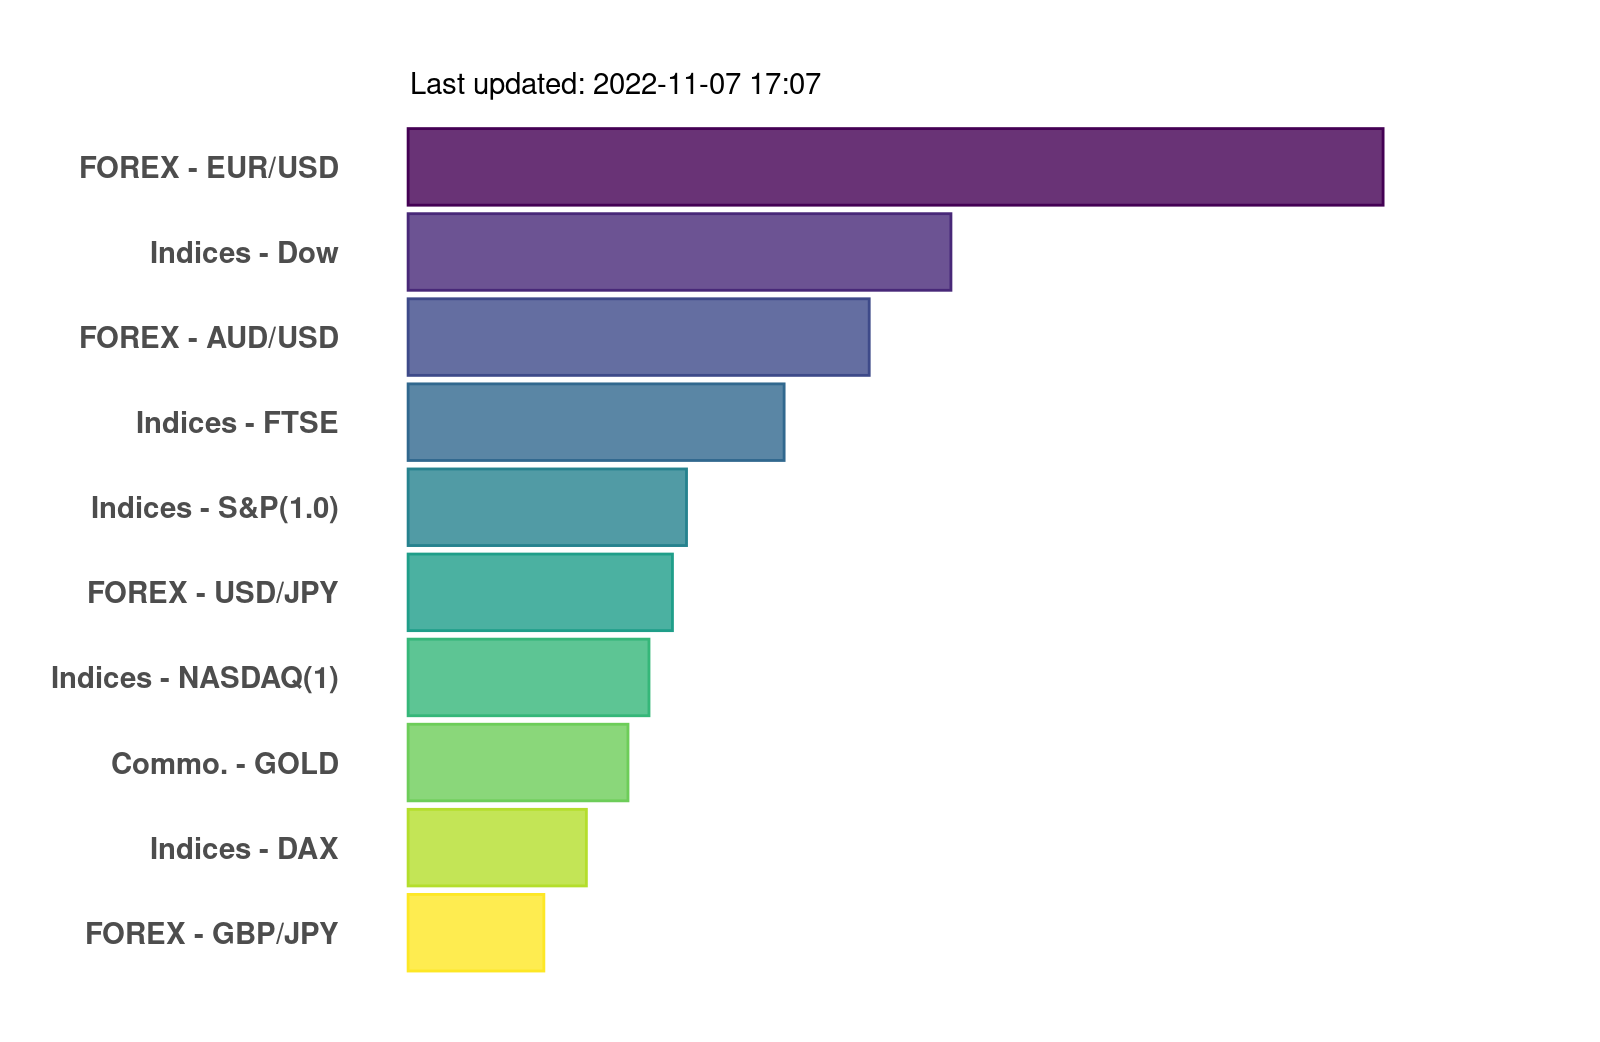 Last updated: 2022-11-07 17:07
FOREX - EUR/USD
Indices - Dow
FOREX - AUD/USD
Indices - FTSE
Indices - S&P(1.0)
FOREX - USD/JPY
Indices - NASDAQ(1)
Commo. - GOLD
Indices - DAX
FOREX - GBP/JPY